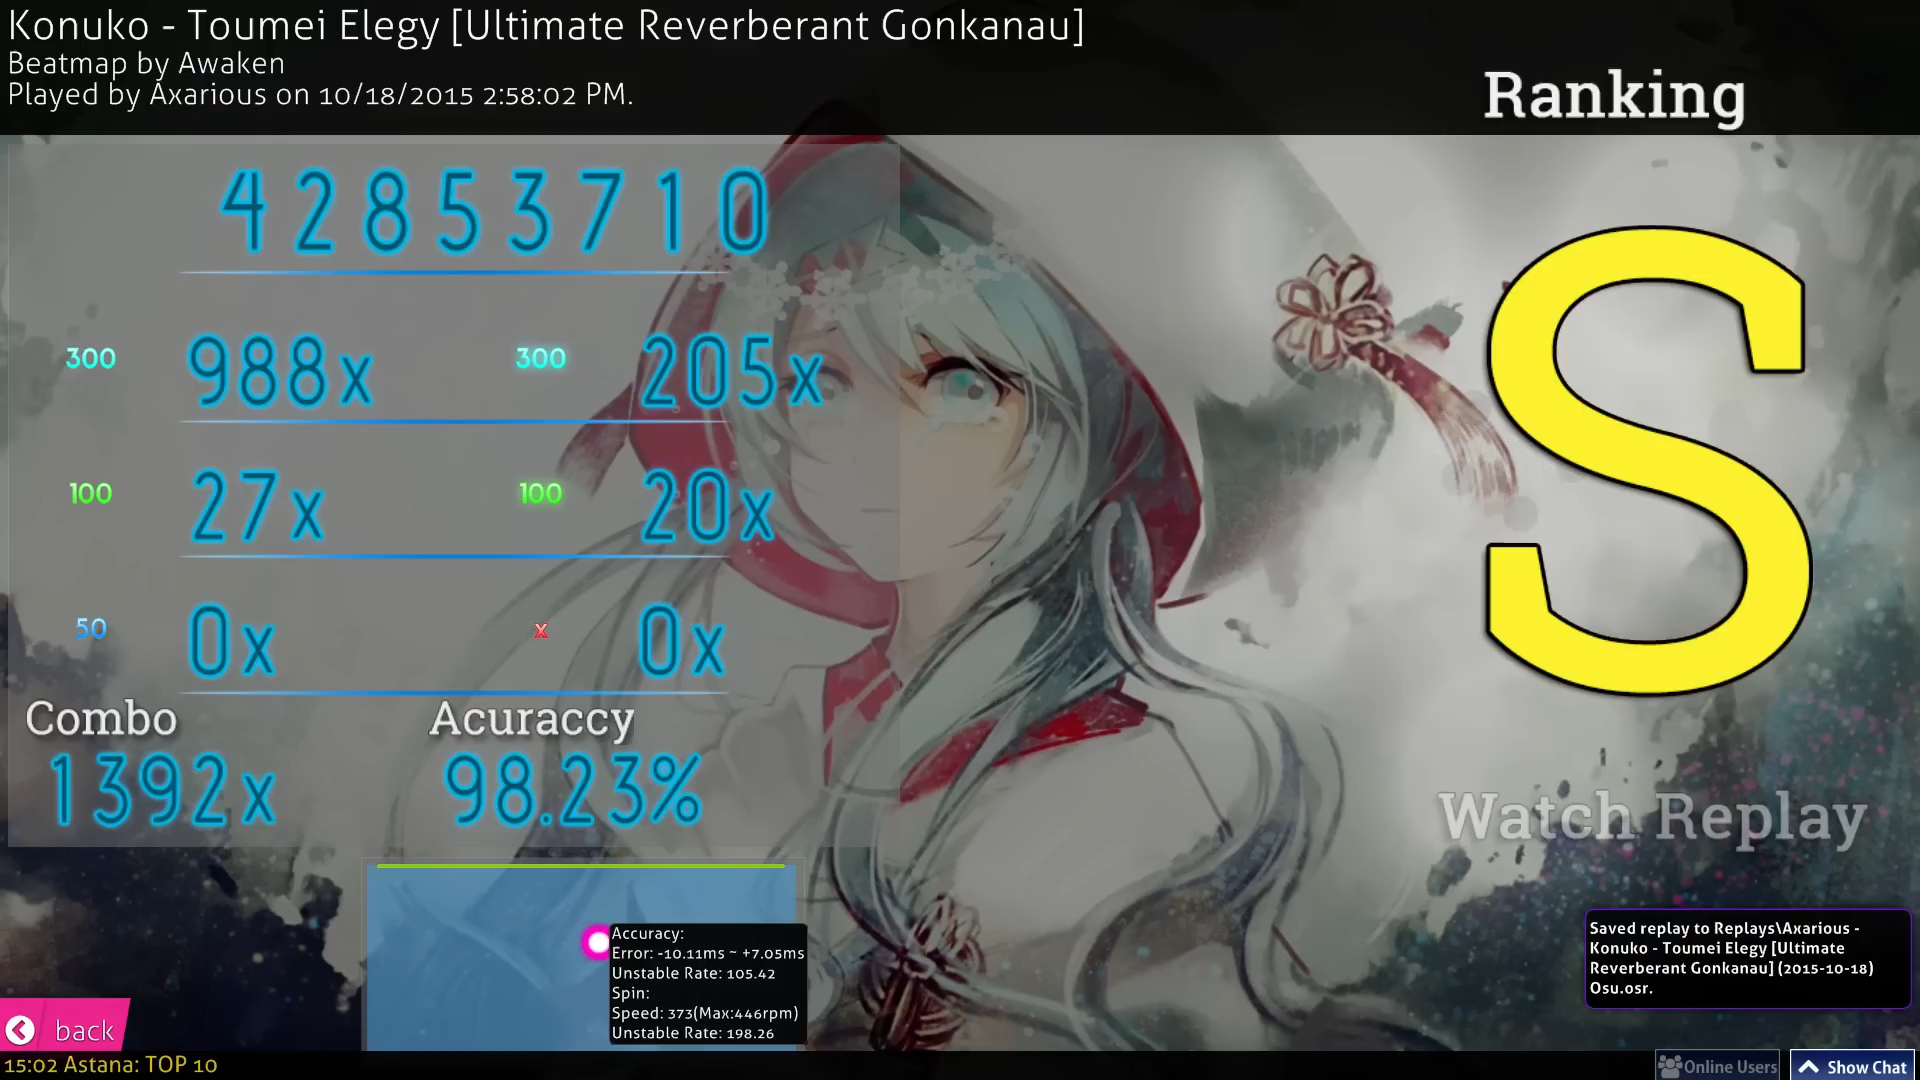 Konuko - Toumei Elegy [Ultimate Reverberant Gonkanau]
Beatmap by Awaken
Played by Axarious on 10/18/2015 2:58:02 PM.
Ranking
42853710
300 988x 300 205x
100 27x 100 20x
50 0x X 0x
Combo Acuraccy
1392x 98.23%
S
Watch Replay
Accuracy:
Error: -10.11ms ~ +7.05ms
Unstable Rate: 105.42
Spin:
Speed: 373(Max:446rpm)
Unstable Rate: 198.26
Saved replay to Replays\Axarious -
Konuko - Toumei Elegy [Ultimate
Reverberant Gonkanau] (2015-10-18)
Osu.osr.
back
15:02 Astana: TOP 10
Online Users Show Chat